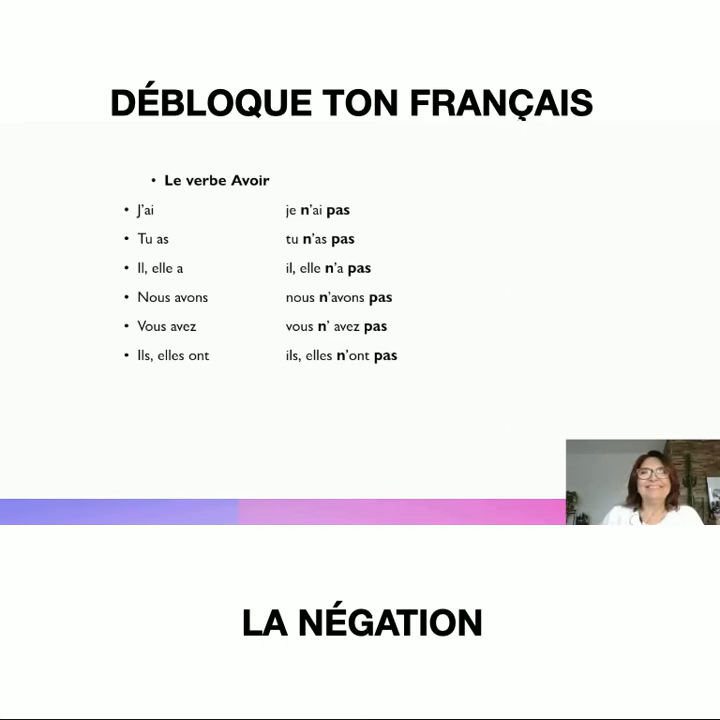 DÉBLOQUE TON FRANÇAIS
• Le verbe Avoir
• J'ai je n'ai pas
• Tu as tu n'as pas
• Il, elle a il, elle n'a pas
• Nous avons nous n'avons pas
• Vous avez vous n' avez pas
• Ils, elles ont ils, elles n'ont pas
LA NÉGATION